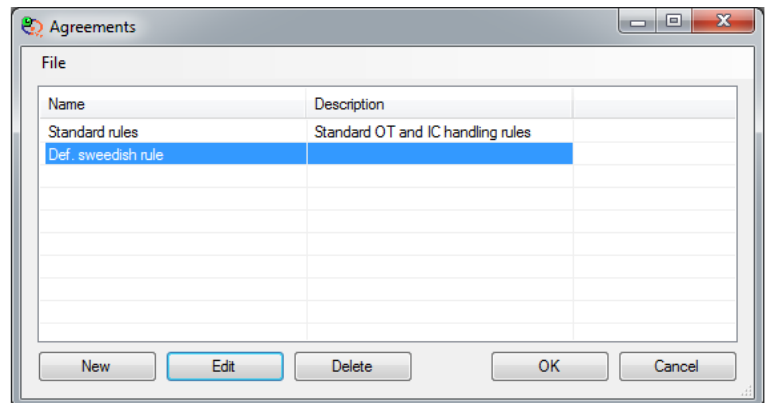 Agreements
File
Name Description
Standard rules Standard OT and IC handling rules
Def. sweedish rule
New Edit Delete OK Cancel